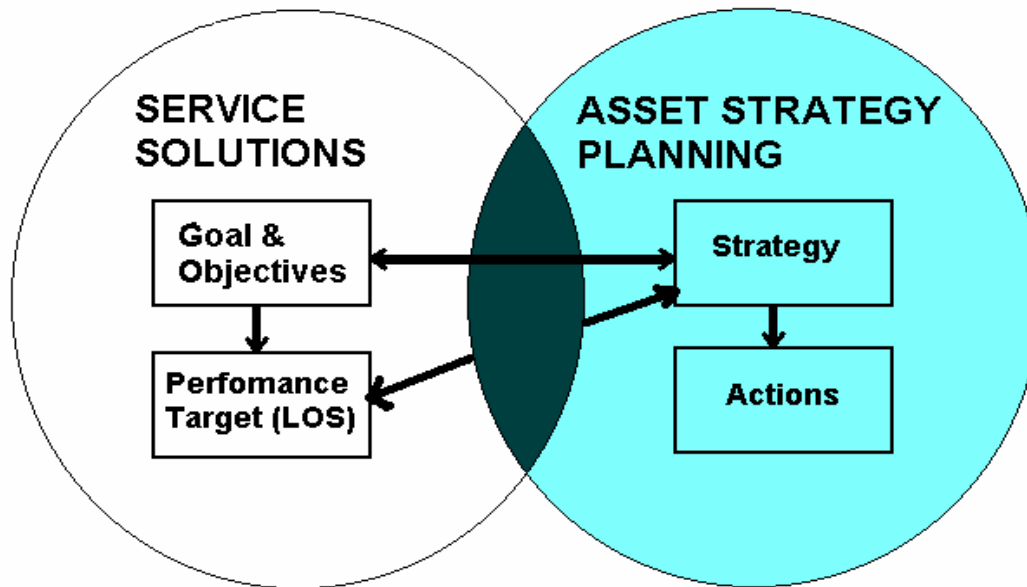 SERVICE
SOLUTIONS
Goal &
Objectives
Perfomance
Target (LOS)
ASSET STRATEGY
PLANNING
Strategy
Actions